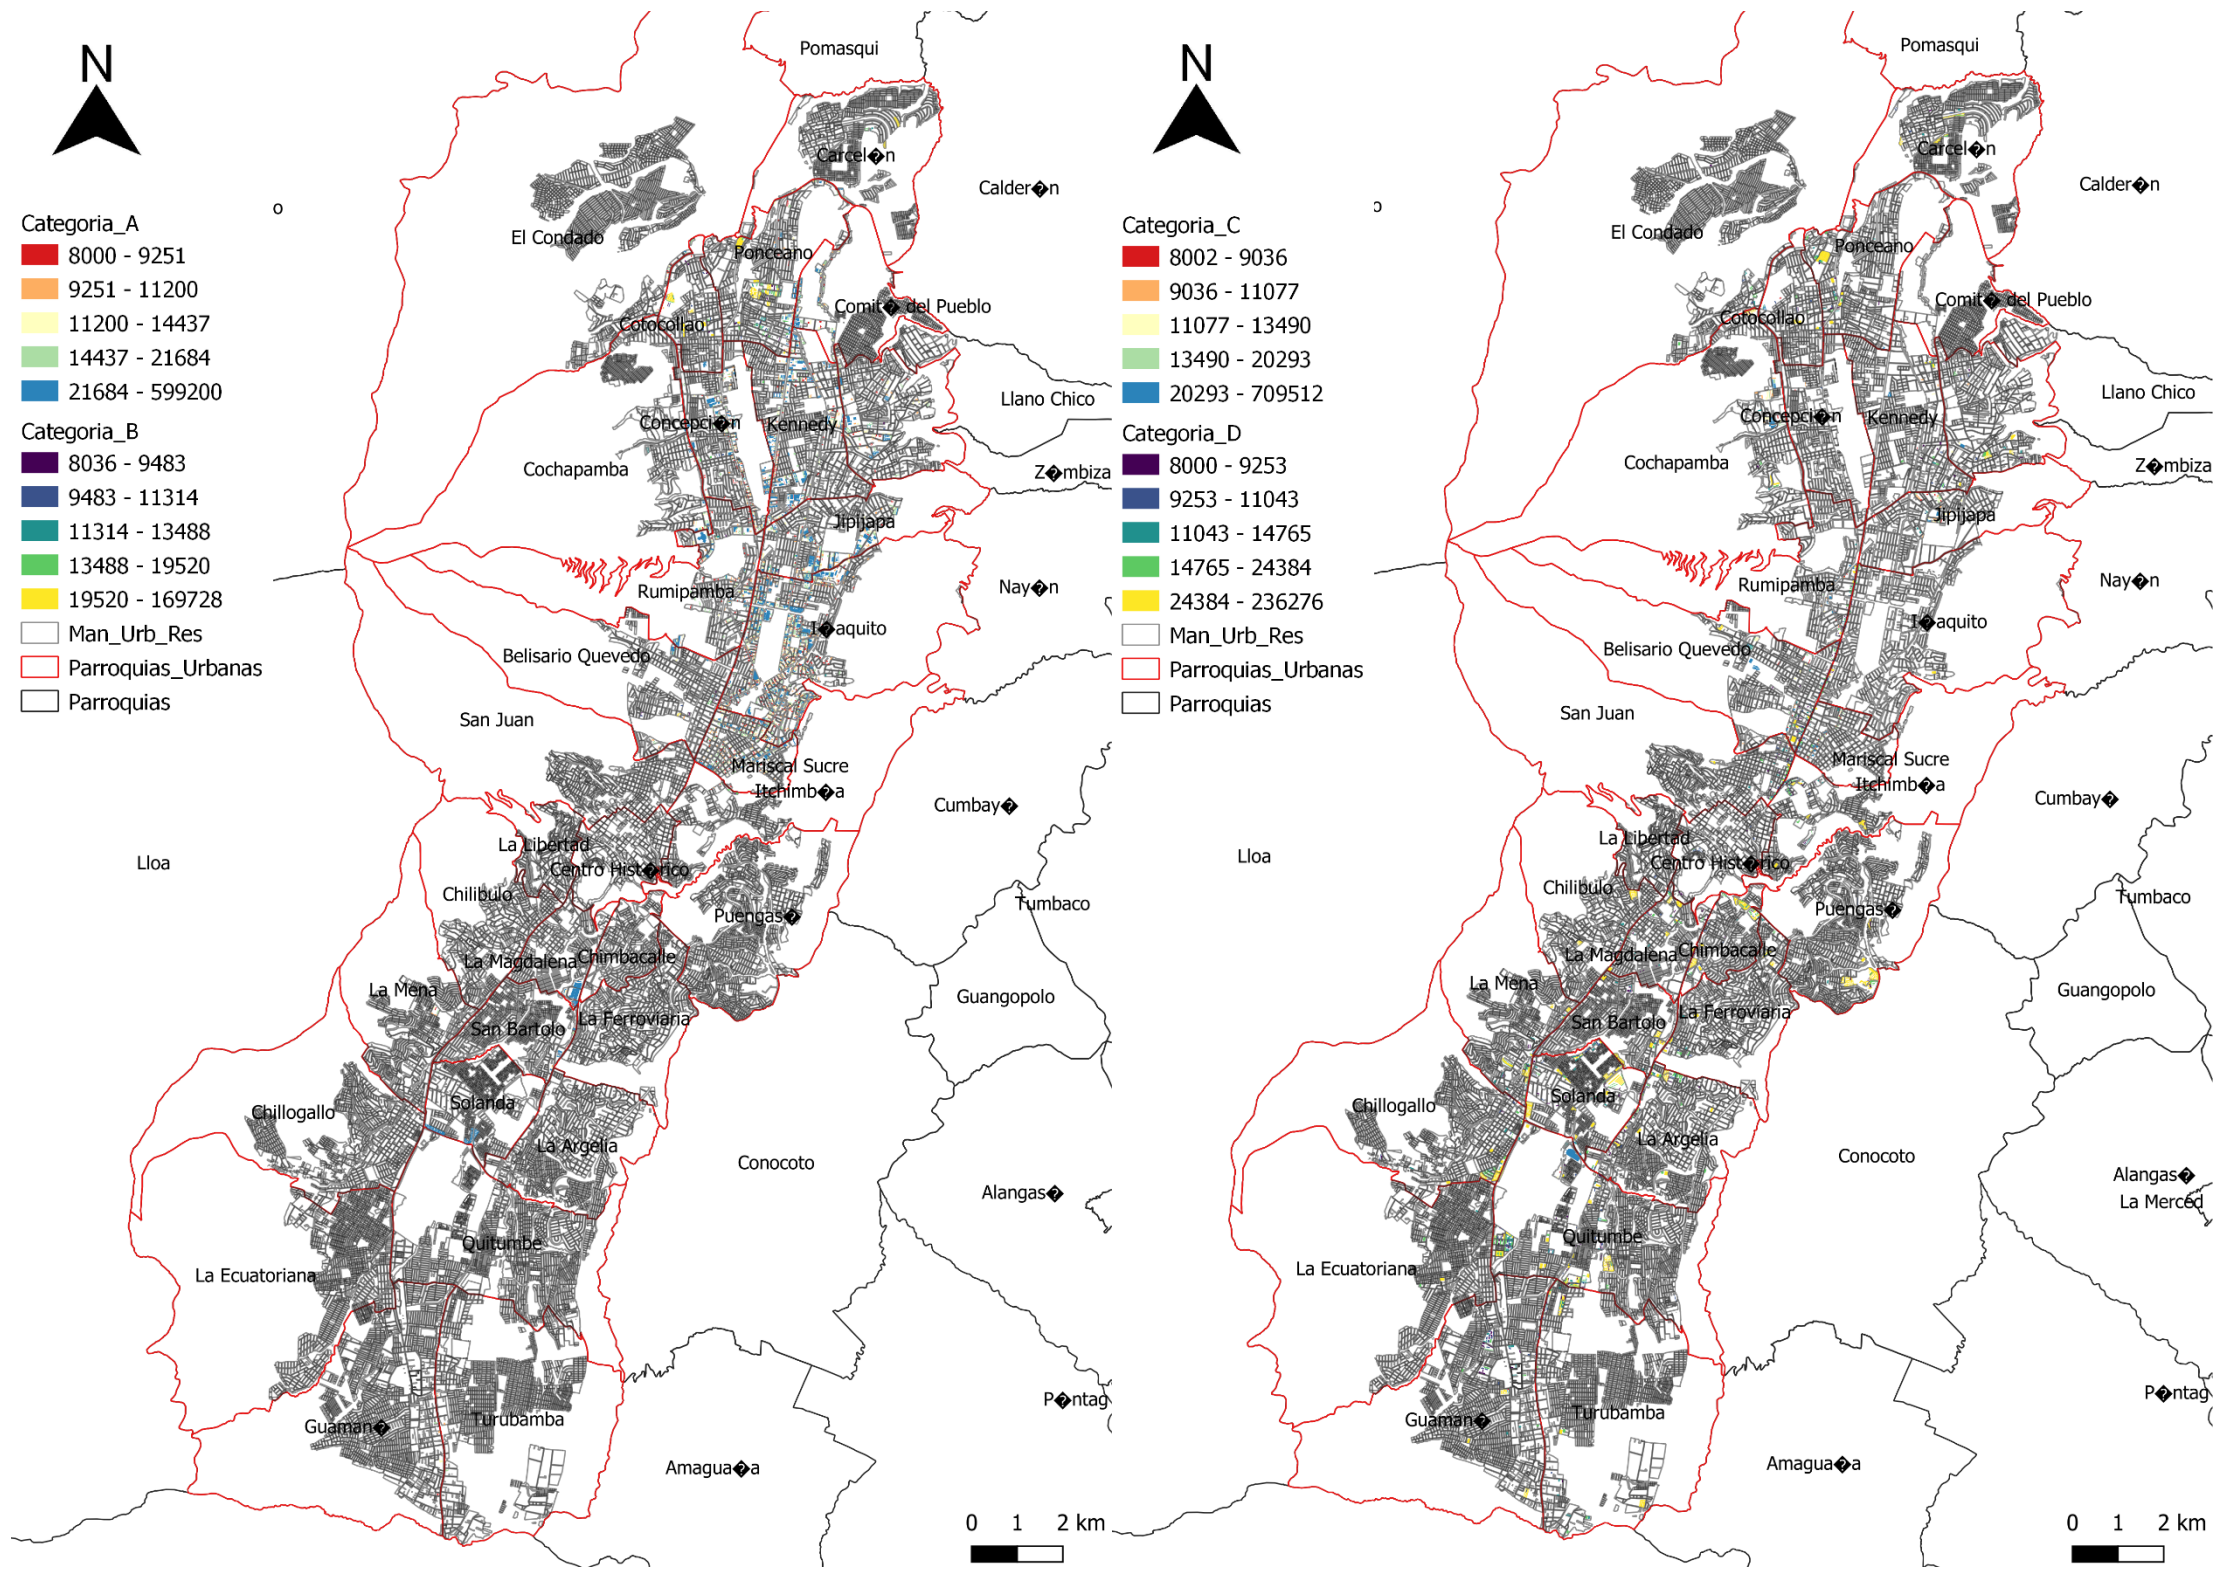 N
Pomasqui
Carcel�n
Calder�n
o
El Condado
Ponceano
Comit� del Pueblo
Cotocollao
Llano Chico
Concepci�n
Kennedy
Cochapamba
Z�mbiza
Jipijapa
Nay�n
Rumipamba
I�aquito
Belisario Quevedo
San Juan
Mariscal Sucre
Itchimb�a
Cumbay�
La Libertad
Lloa
Centro Hist�rico
Chilibulo
Tumbaco
Puengas�
La Magdalena
Chimbacalle
La Mena
Guangopolo
San Bartolo
La Ferroviaria
Solanda
Chillogallo
La Argelia
Conocoto
Alangas�
Quitumbe
La Ecuatoriana
P�ntag
Turubamba
Guaman�
Amagua�a
Categoria_A
8000 - 9251
9251 - 11200
11200 - 14437
14437 - 21684
21684 - 599200
Categoria_B
8036 - 9483
9483 - 11314
11314 - 13488
13488 - 19520
19520 - 169728
Man_Urb_Res
Parroquias_Urbanas
Parroquias
0 1 2 km
N
Pomasqui
Carcel�n
Calder�n
o
El Condado
Ponceano
Comit� del Pueblo
Cotocollao
Llano Chico
Concepci�n
Kennedy
Cochapamba
Z�mbiza
Jipijapa
Nay�n
Rumipamba
I�aquito
Belisario Quevedo
San Juan
Mariscal Sucre
Itchimb�a
Cumbay�
La Libertad
Lloa
Centro Hist�rico
Chilibulo
Tumbaco
Puengas�
La Magdalena
Chimbacalle
La Mena
Guangopolo
San Bartolo
La Ferroviaria
Solanda
Chillogallo
La Argelia
Conocoto
Alangas�
La Merced
Quitumbe
La Ecuatoriana
P�ntag
Turubamba
Guaman�
Amagua�a
Categoria_C
8002 - 9036
9036 - 11077
11077 - 13490
13490 - 20293
20293 - 709512
Categoria_D
8000 - 9253
9253 - 11043
11043 - 14765
14765 - 24384
24384 - 236276
Man_Urb_Res
Parroquias_Urbanas
Parroquias
0 1 2 km